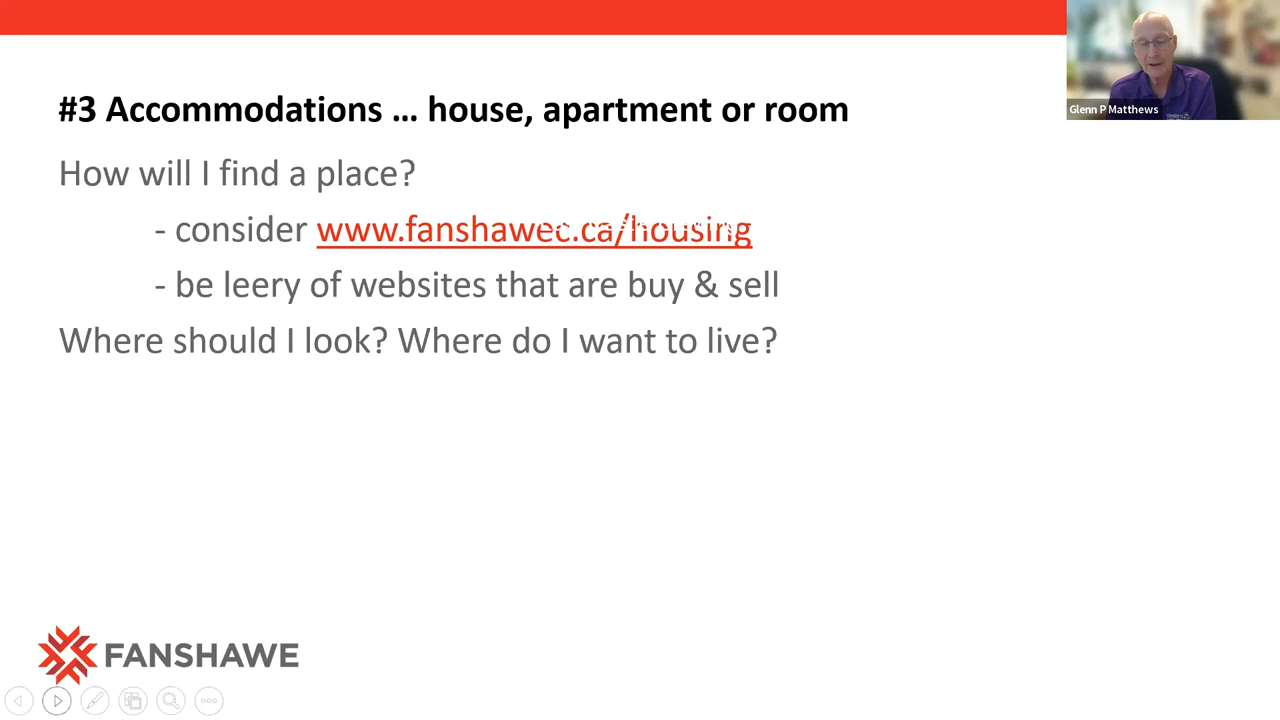 #3 Accommodations … house, apartment or room
How will I find a place?
- consider www.fanshawec.ca/housing
- be leery of websites that are buy & sell
Where should I look? Where do I want to live?
Glenn P Matthews
FANSHAWE